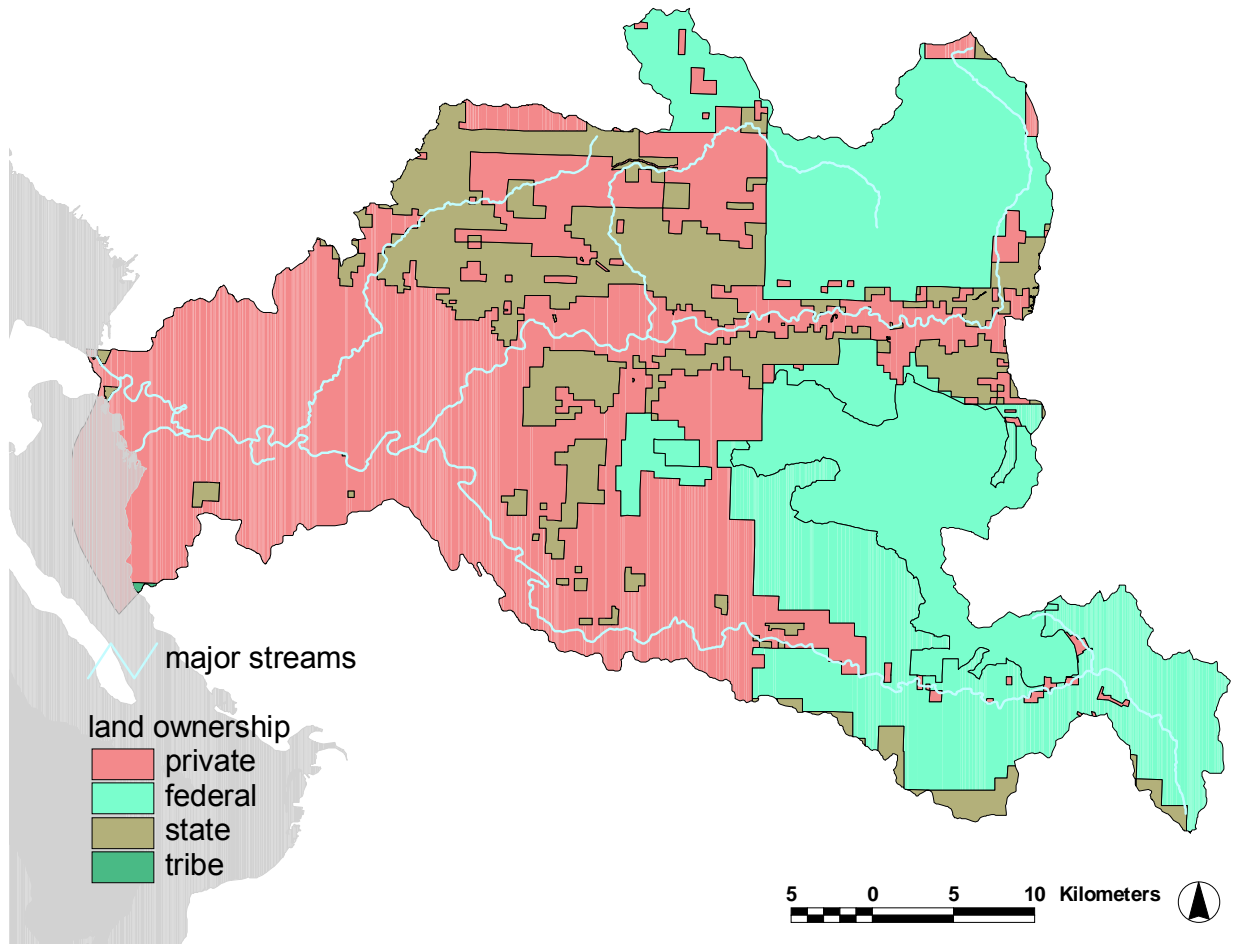 major streams
land ownership
private
federal
state
tribe
5 0 5 10 Kilometers